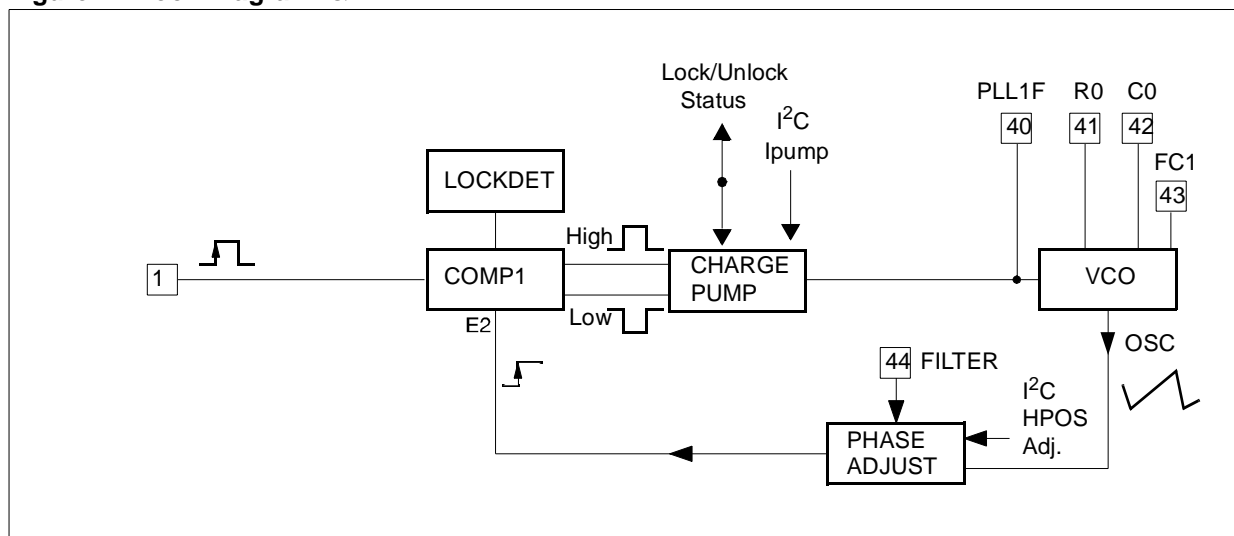 Lock/Unlock
Status
I²C
Ipump
PLL1F
R0
C0
40
41
42
FC1
43
LOCKDET
High
1
COMP1
CHARGE
PUMP
VCO
E2
Low
OSC
44
FILTER
I²C
HPOS
Adj.
PHASE
ADJUST